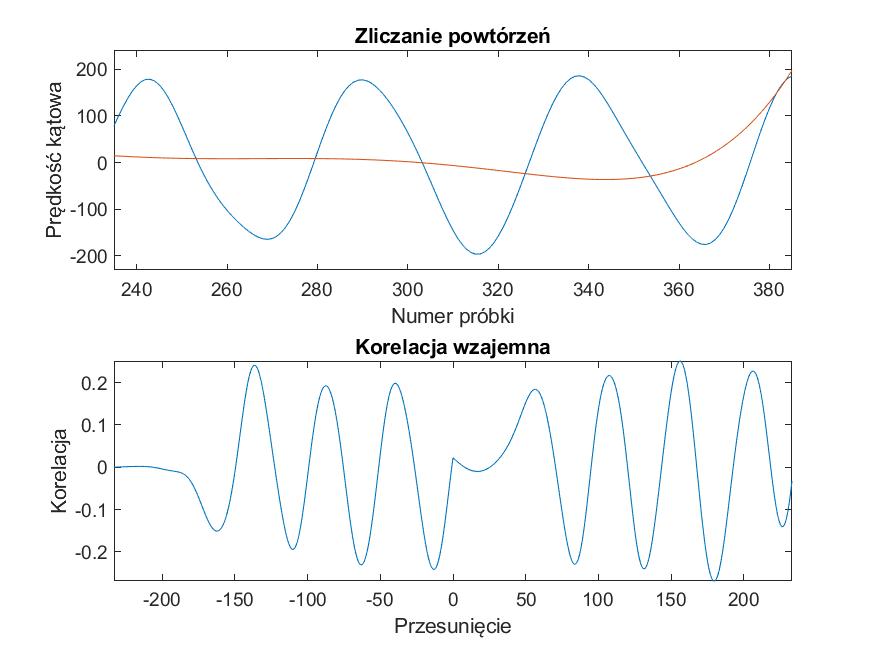 Zliczanie powtórzeń
Prędkość kątowa
200
100
0
-100
-200
240 260 280 300 320 340 360 380
Numer próbki
Korelacja wzajemna
Korelacja
0.2
0.1
0
-0.1
-0.2
-200 -150 -100 -50 0 50 100 150 200
Przesunięcie